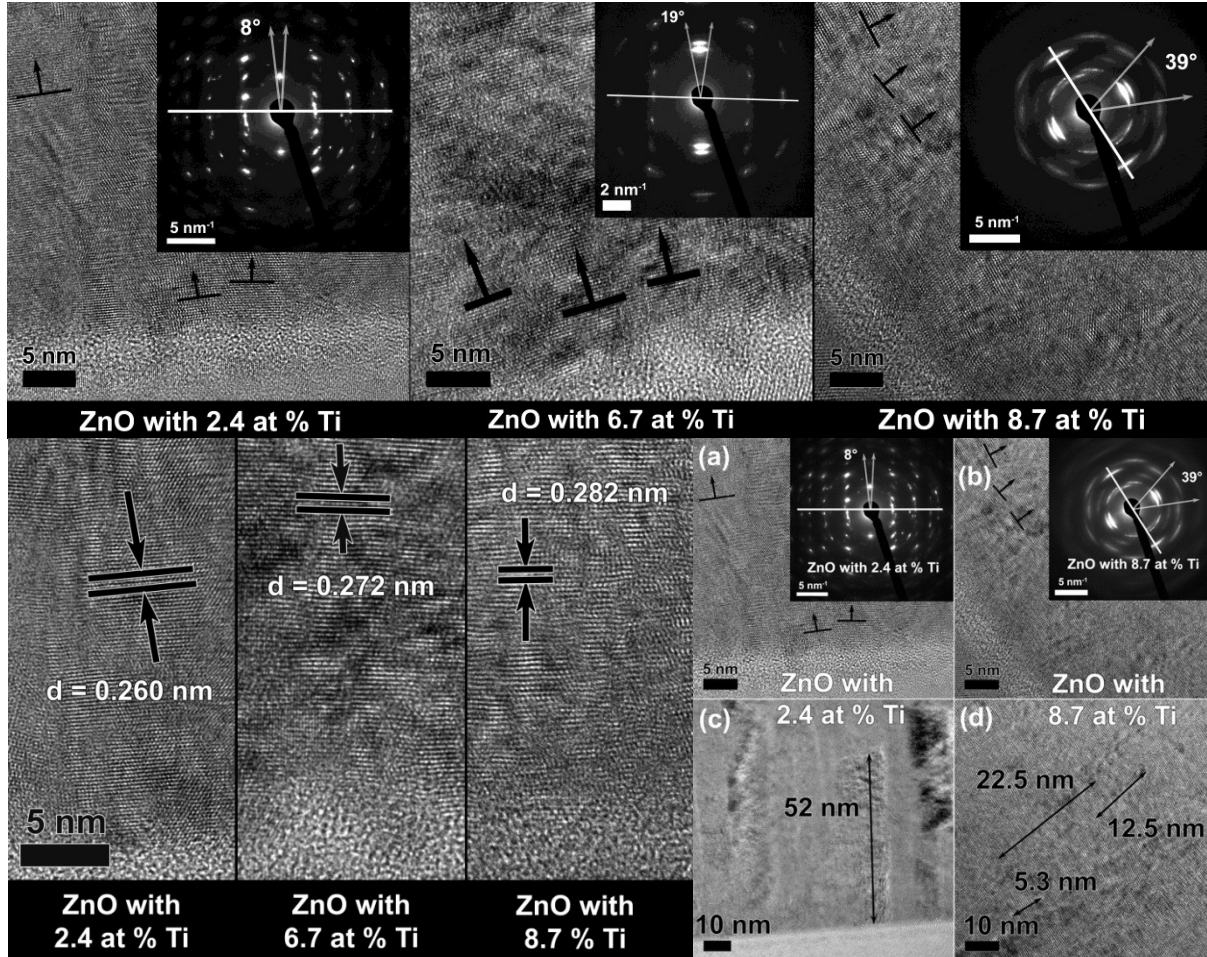 8°
5 nm⁻¹
5 nm
19°
2 nm⁻¹
5 nm
39°
5 nm⁻¹
5 nm
ZnO with 2.4 at % Ti
ZnO with 6.7 at % Ti
ZnO with 8.7 at % Ti
d = 0.260 nm
5 nm
d = 0.272 nm
d = 0.282 nm
ZnO with
2.4 at % Ti
ZnO with
6.7 at % Ti
ZnO with
8.7 % Ti
(a)
8°
ZnO with 2.4 at % Ti
5 nm⁻¹
5 nm
ZnO with
2.4 at % Ti
(b)
39°
ZnO with 8.7 at % Ti
5 nm⁻¹
5 nm
ZnO with
8.7 at % Ti
(c)
52 nm
10 nm
(d)
22.5 nm
12.5 nm
5.3 nm
10 nm